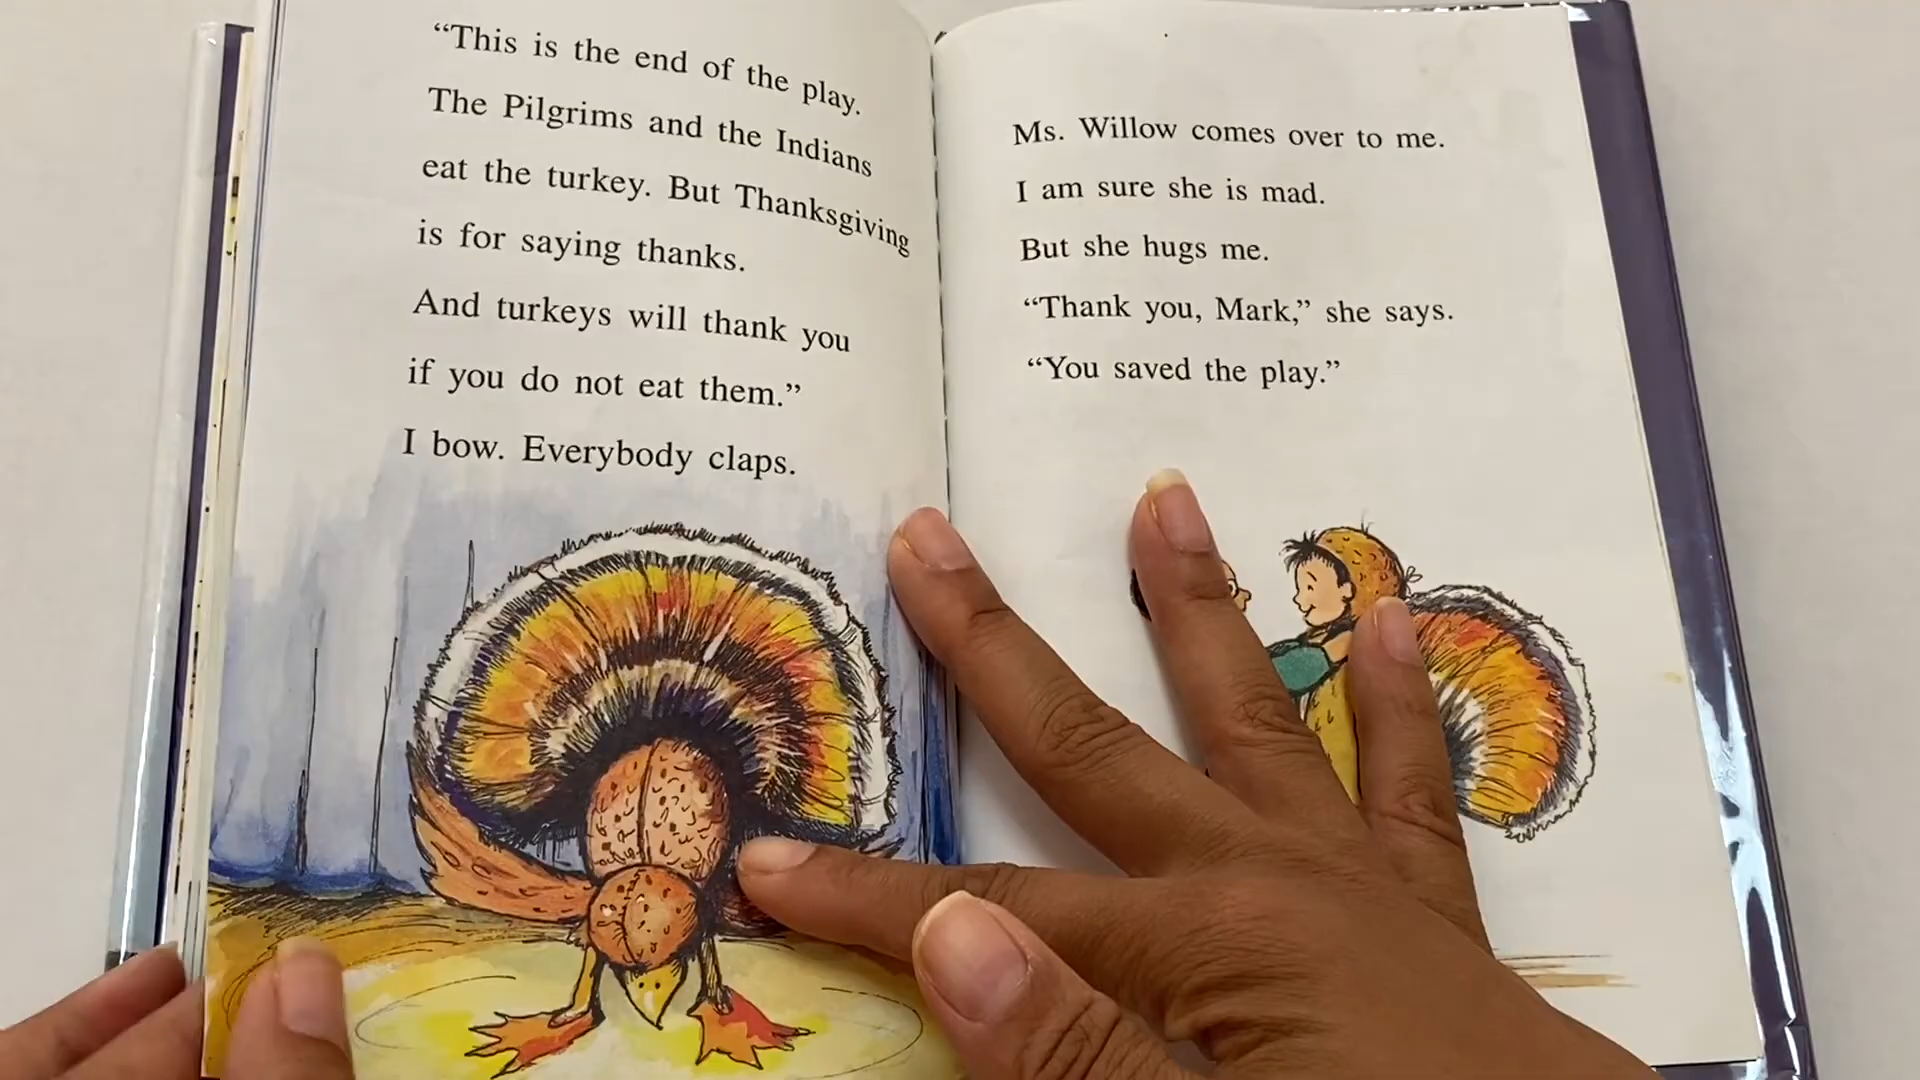 “This is the end of the play.
The Pilgrims and the Indians
eat the turkey. But Thanksgiving
is for saying thanks.
And turkeys will thank you
if you do not eat them.”
I bow. Everybody claps.
Ms. Willow comes over to me.
I am sure she is mad.
But she hugs me.
“Thank you, Mark,” she says.
“You saved the play.”